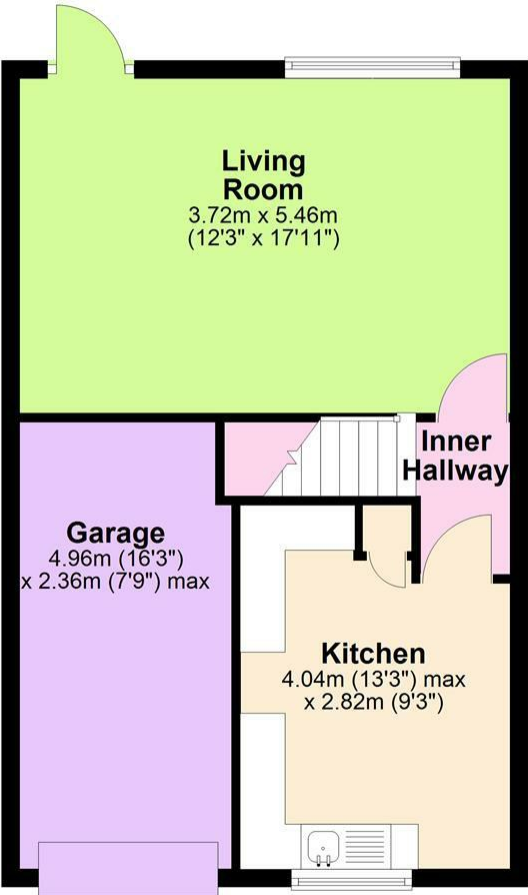 Living
Room
3.72m x 5.46m
(12'3" x 17'11")
Inner
Hallway
Garage
4.96m (16'3")
x 2.36m (7'9") max
Kitchen
4.04m (13'3") max
x 2.82m (9'3")